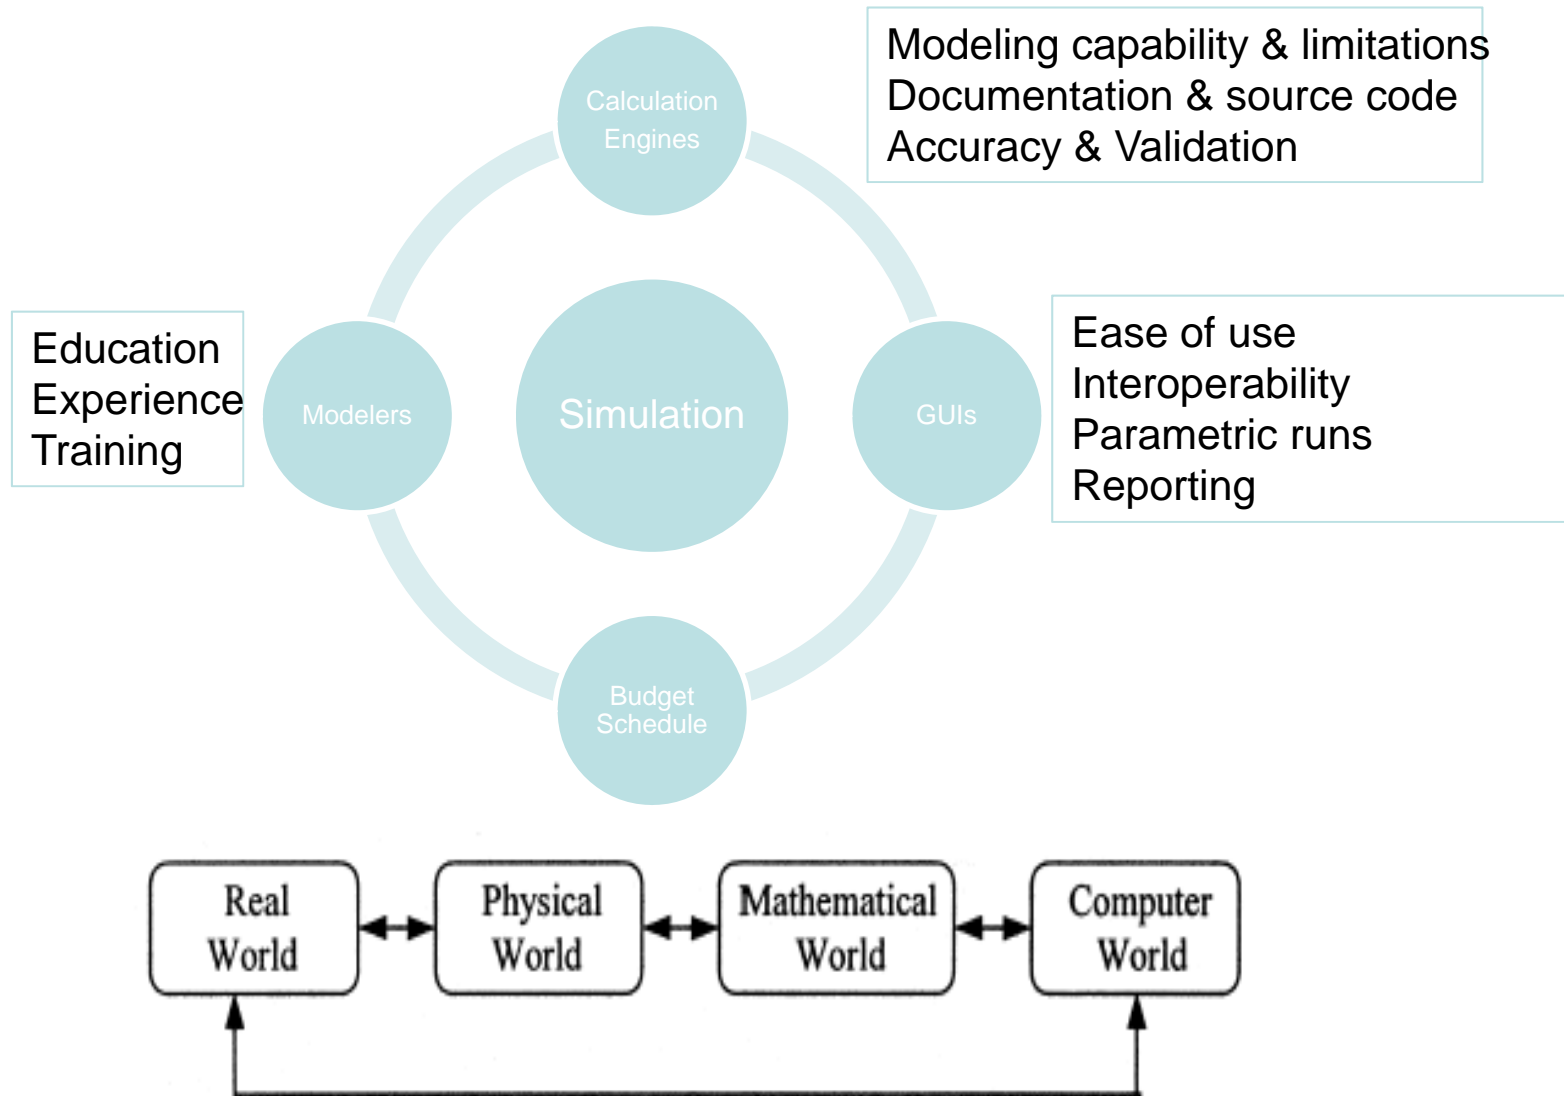 Calculation
Engines
Modeling capability & limitations
Documentation & source code
Accuracy & Validation
Education
Experience
Training
Modelers
Simulation
GUIs
Ease of use
Interoperability
Parametric runs
Reporting
Budget
Schedule
Real
World
Physical
World
Mathematical
World
Computer
World